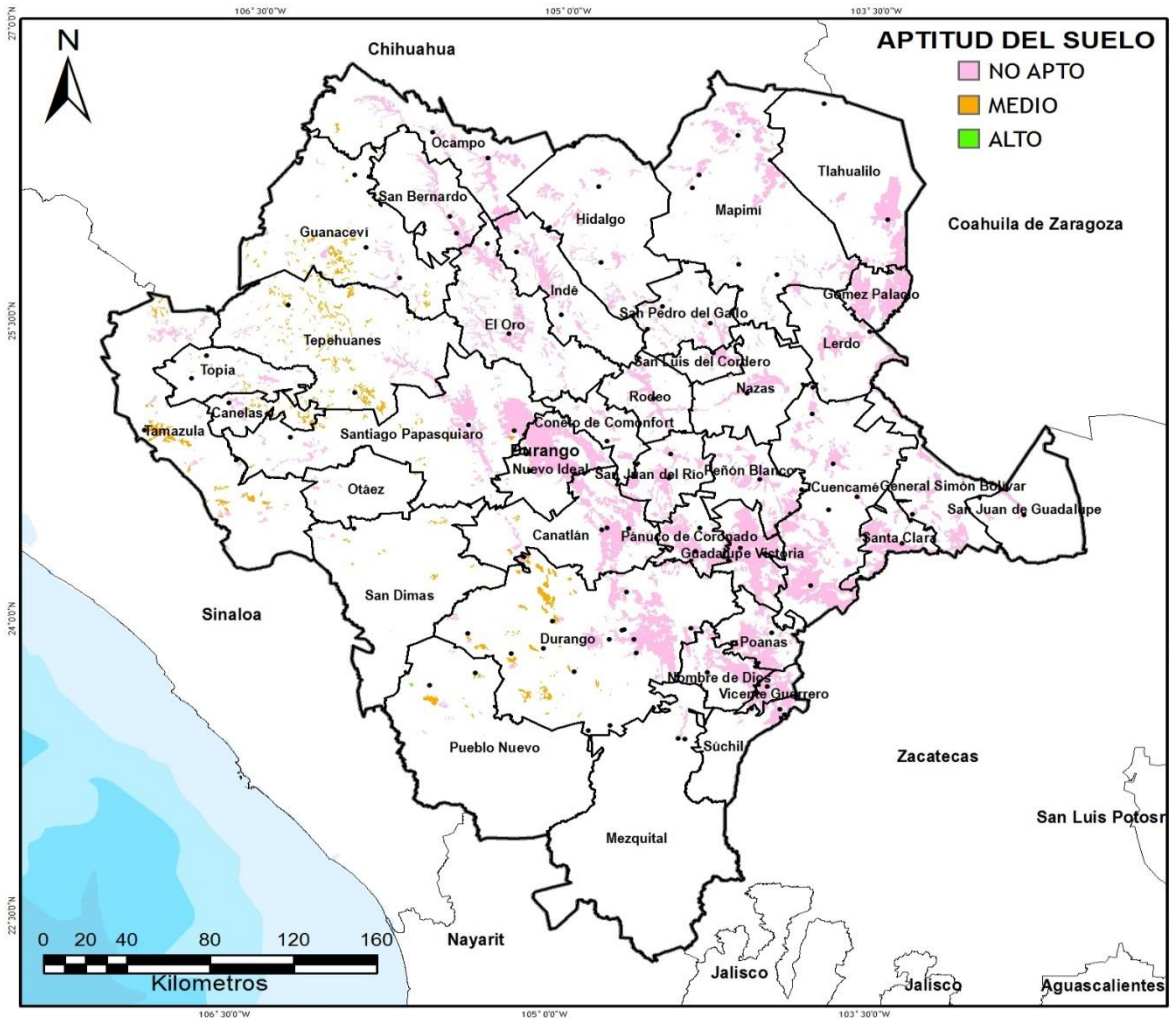 106°30'0"W 105°0'0"W 103°30'0"W
27°0'0"N
N
Chihuahua
APTITUD DEL SUELO
NO APTO
MEDIO
ALTO
Ocampo
Tlahualilo
San Bernardo
Hidalgo
Mapimi
Coahuila de Zaragoza
Guanaceví
Indé
Gómez Palacio
25°30'0"N
San Pedro del Gallo
El Oro
Tepehuanes
Lerdo
San Luis del Cordero
Topia
Nazas
Rodeo
Canelas
Coneto de Comonfort
Tamazula
Santiago Papasquiaro
Durango
Nuevo Ideal
San Juan del Río
Peñón Blanco
Otáez
Cuencamé
General Simón Bolívar
San Juan de Guadalupe
Canatlán
Pánuco de Coronado
Santa Clara
Guadalupe Victoria
San Dimas
Sinaloa
24°0'0"N
Durango
Poanas
Nombre de Dios
Vicente Guerrero
Pueblo Nuevo
Súchil
Zacatecas
San Luis Potos
Mezquital
22°30'0"N
Nayarit
0 20 40 80 120 160
Kilometros
Jalisco
Jalisco
Aguascalientes
106°30'0"W 105°0'0"W 103°30'0"W